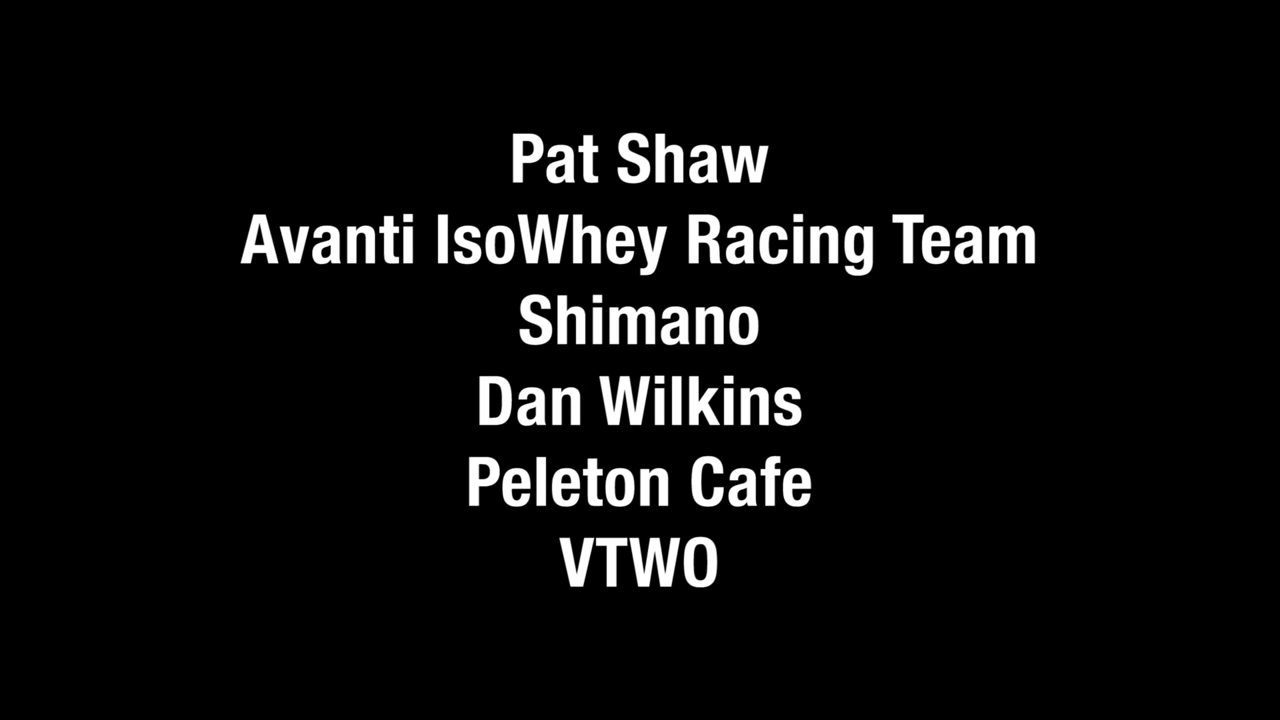 Pat Shaw
Avanti IsoWhey Racing Team
Shimano
Dan Wilkins
Peleton Cafe
VTWO